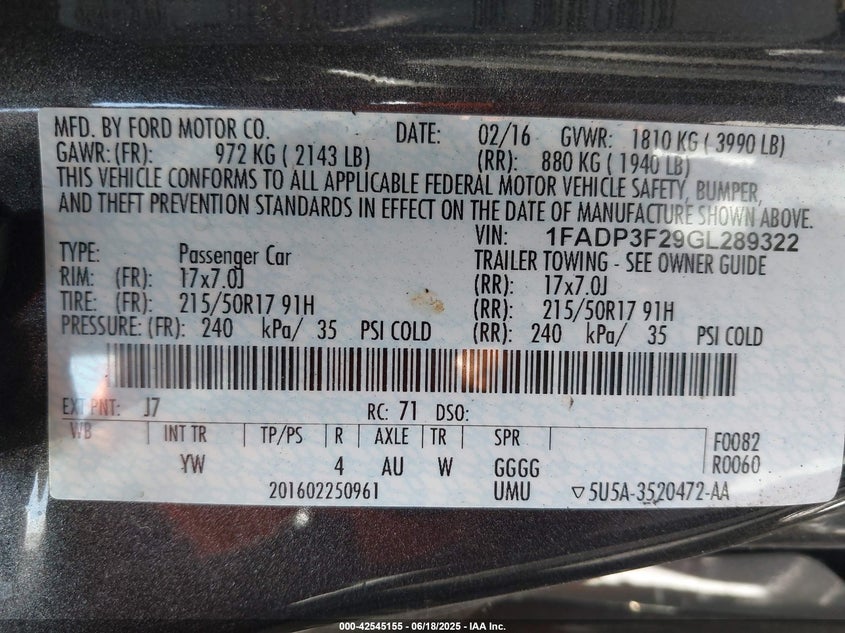 MFD. BY FORD MOTOR CO. DATE: 02/16 GVWR: 1810 KG ( 3990 LB)
GAWR: (FR): 972 KG ( 2143 LB) (RR): 880 KG ( 1940 LB)
THIS VEHICLE CONFORMS TO ALL APPLICABLE FEDERAL MOTOR VEHICLE SAFETY, BUMPER,
AND THEFT PREVENTION STANDARDS IN EFFECT ON THE DATE OF MANUFACTURE SHOWN ABOVE.
VIN: 1FADP3F29GL289322
TYPE: Passenger Car TRAILER TOWING - SEE OWNER GUIDE
RIM: (FR): 17x7.0J (RR): 17x7.0J
TIRE: (FR): 215/50R17 91H (RR): 215/50R17 91H
PRESSURE: (FR): 240 kPa/ 35 PSI COLD (RR): 240 kPa/ 35 PSI COLD
EXT PNT: J7 RC: 71 DSO:
WB INT TR TP/PS R AXLE TR SPR F0082
YW 4 AU W GGGG R0060
201602250961 UMU ▽5U5A-3520472-AA
000-42545155 - 06/18/2025 - IAA Inc.